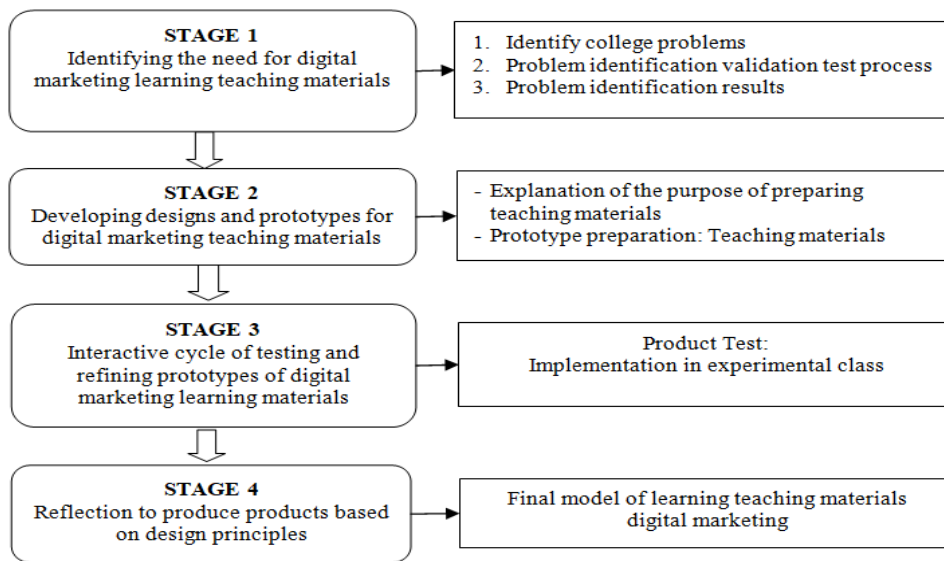 STAGE 1
Identifying the need for digital
marketing learning teaching materials
1. Identify college problems
2. Problem identification validation test process
3. Problem identification results
STAGE 2
Developing designs and prototypes for
digital marketing teaching materials
- Explanation of the purpose of preparing
teaching materials
- Prototype preparation: Teaching materials
STAGE 3
Interactive cycle of testing and
refining prototypes of digital
marketing learning materials
Product Test:
Implementation in experimental class
STAGE 4
Reflection to produce products based
on design principles
Final model of learning teaching materials
digital marketing